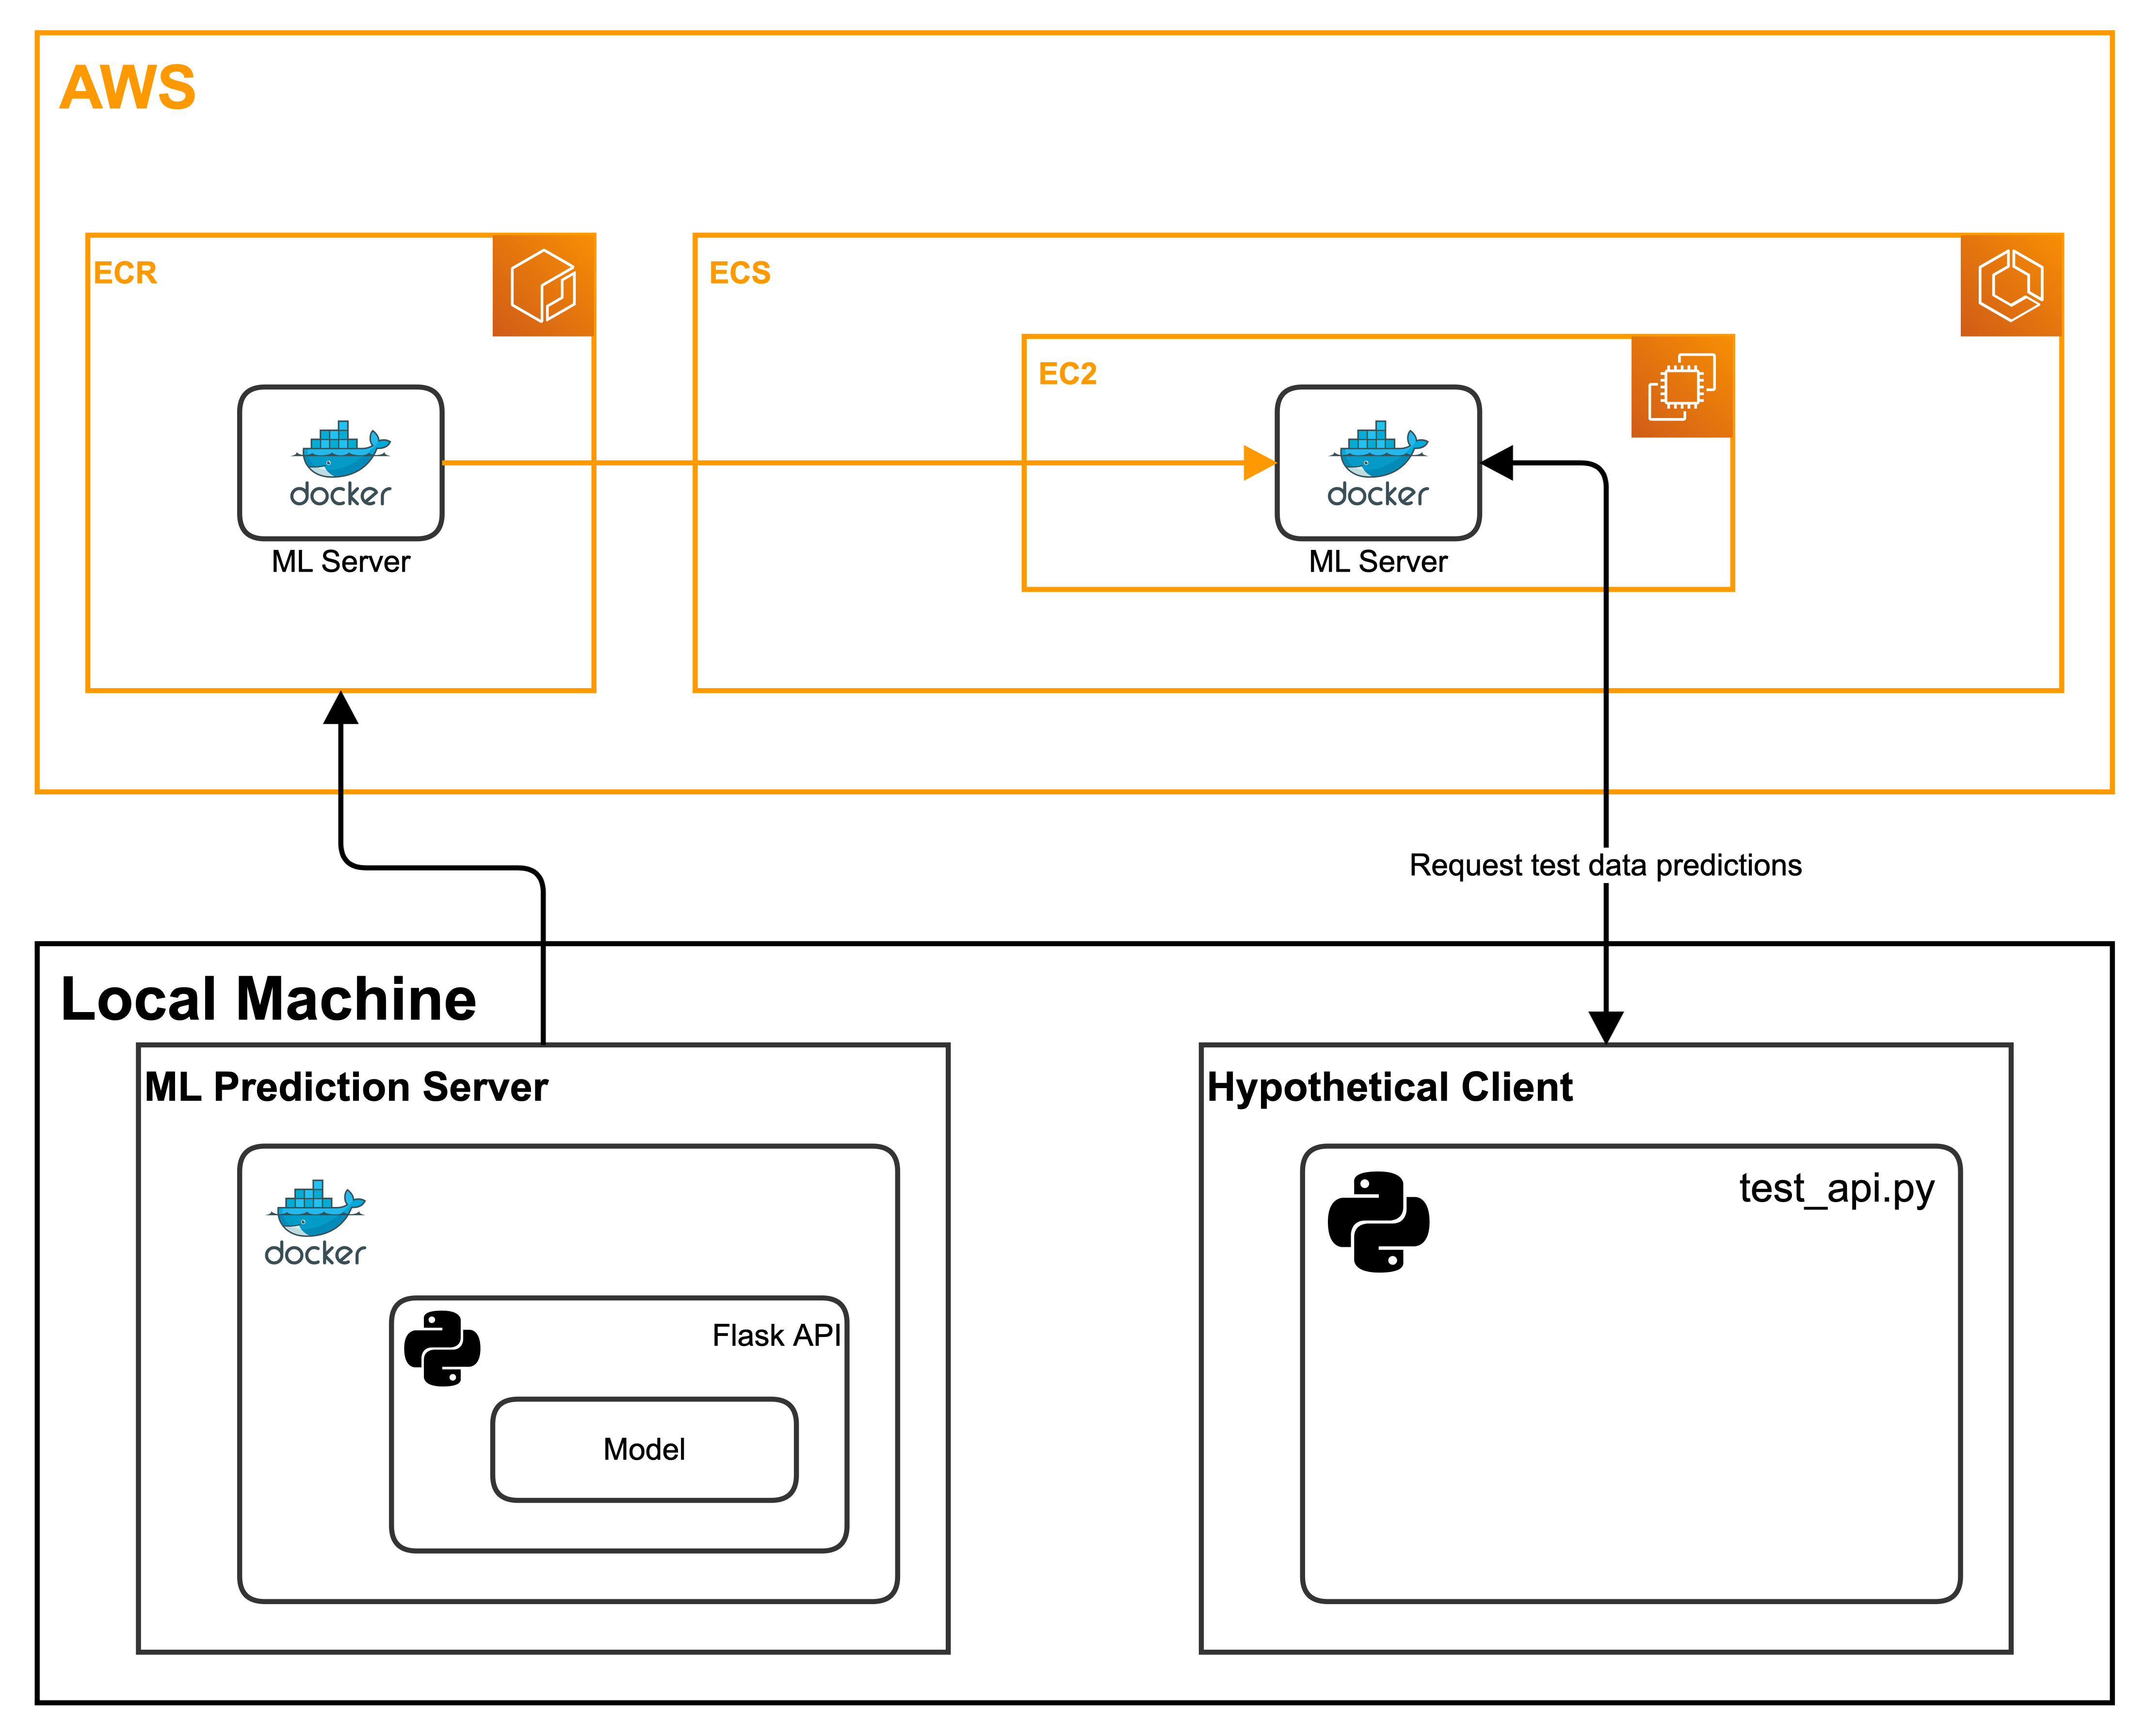 AWS
ECR
ECS
EC2
docker
docker
ML Server
ML Server
Request test data predictions
Local Machine
ML Prediction Server
Hypothetical Client
docker
test_api.py
Flask API
Model